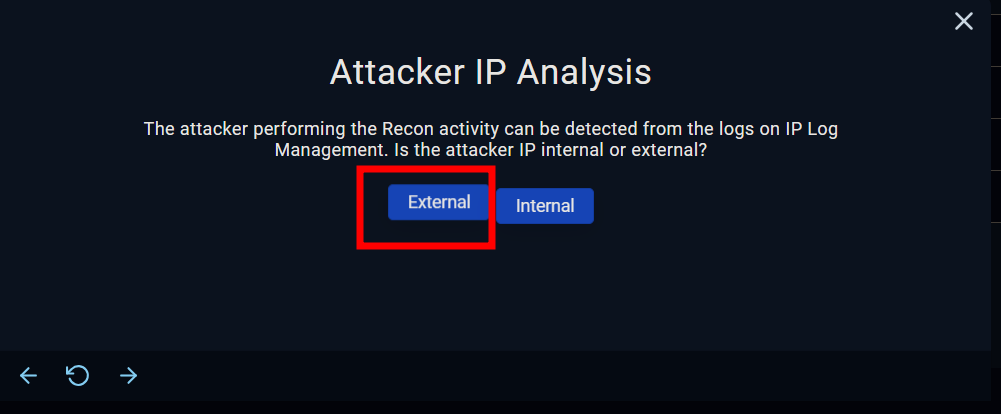 Attacker IP Analysis
The attacker performing the Recon activity can be detected from the logs on IP Log
Management. Is the attacker IP internal or external?
External
Internal